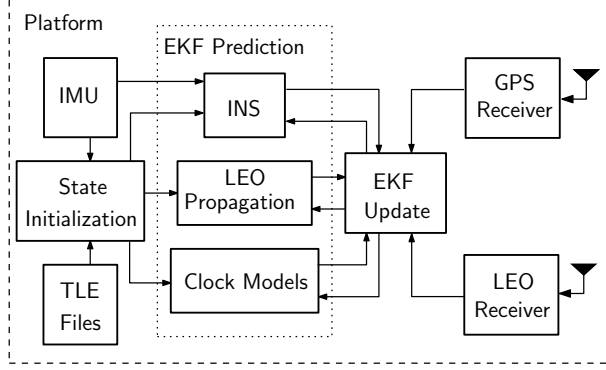 Platform
EKF Prediction
IMU
INS
GPS
Receiver
State
Initialization
LEO
Propagation
EKF
Update
TLE
Files
Clock Models
LEO
Receiver